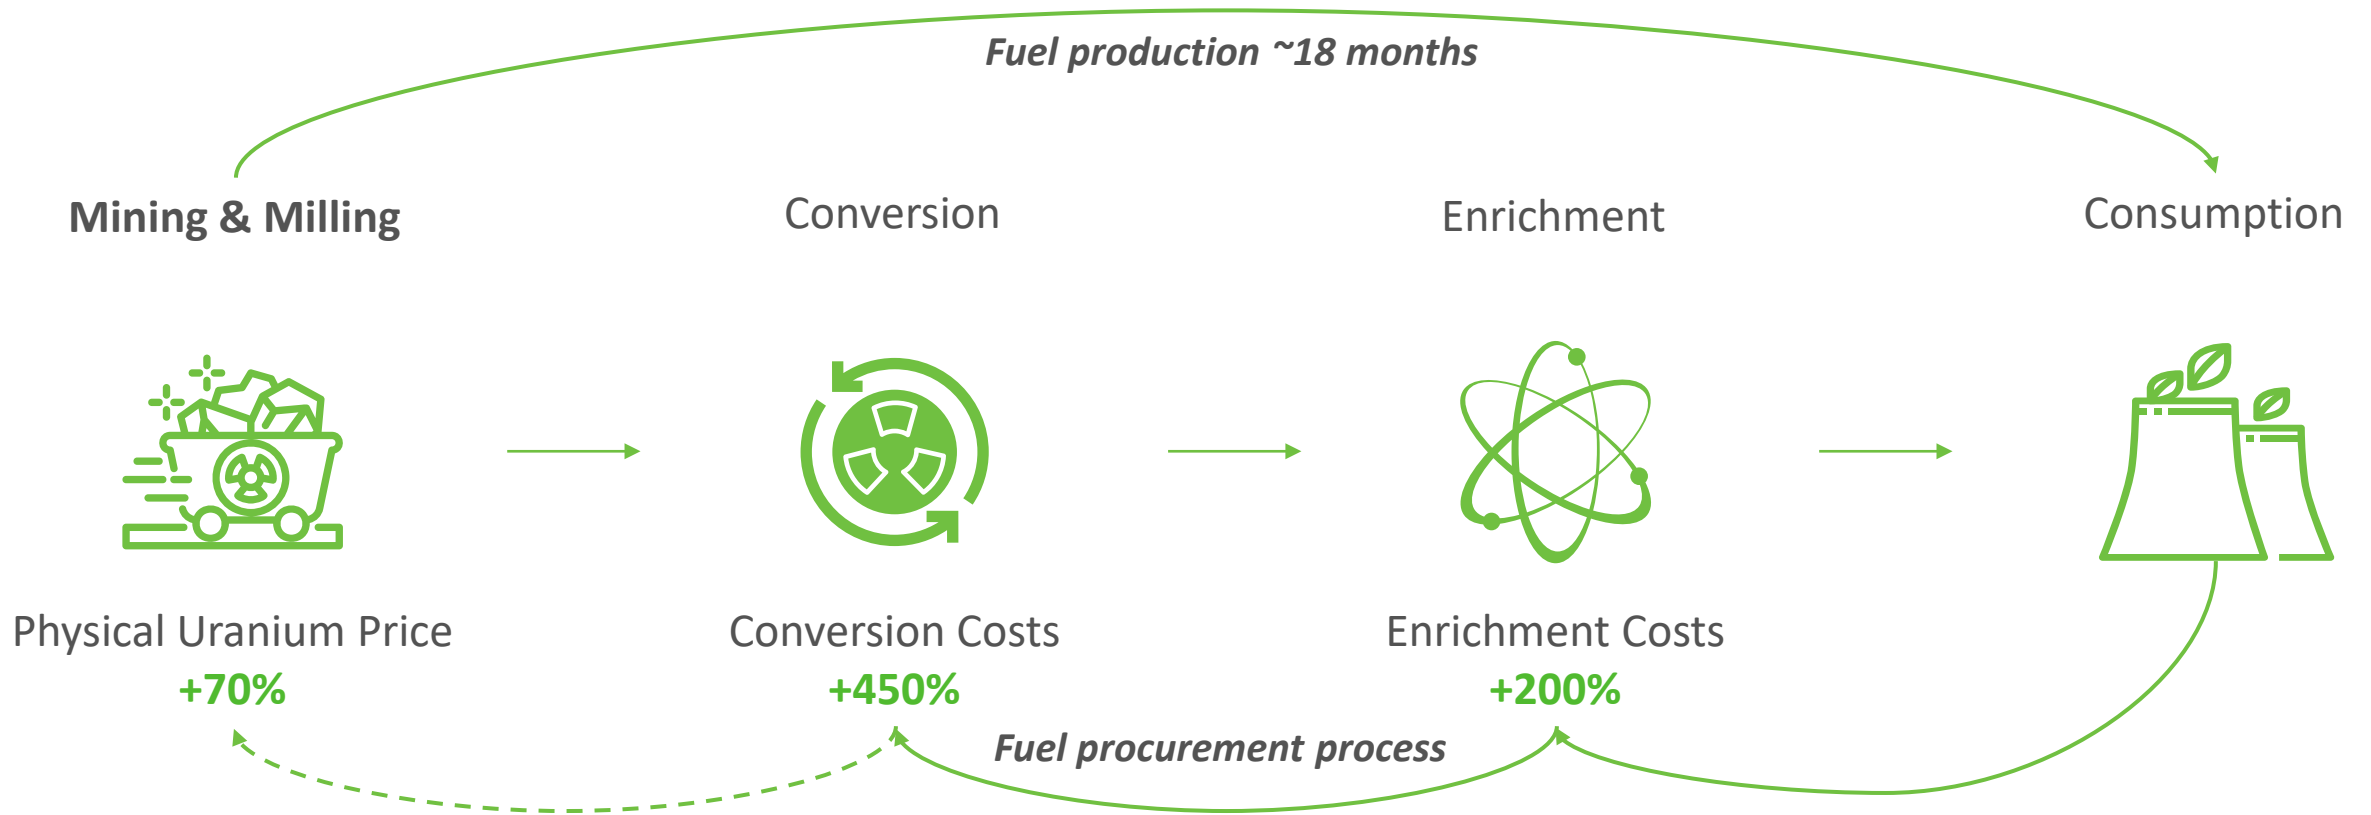 Fuel production ~18 months
Mining & Milling
Conversion
Enrichment
Consumption
Physical Uranium Price
+70%
Conversion Costs
+450%
Enrichment Costs
+200%
Fuel procurement process